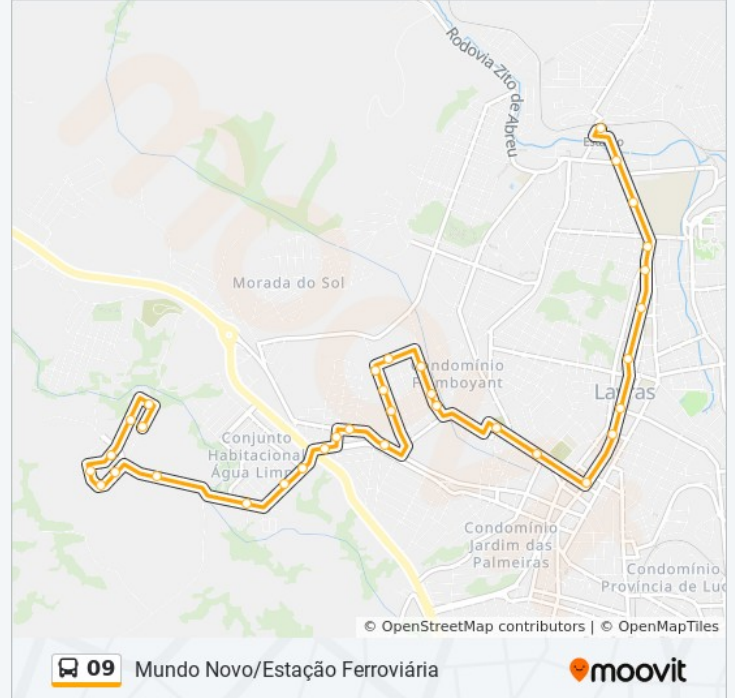 Rodovia Zito de Abreu
Morada do Sol
Condomínio
Flamboyant
Lavras
Conjunto
Habitacional
Água Limpa
Condomínio
Jardim das
Palmeiras
Condomínio
Província de Luc
© OpenStreetMap contributors | © OpenMapTiles
09 Mundo Novo/Estação Ferroviária
moovit